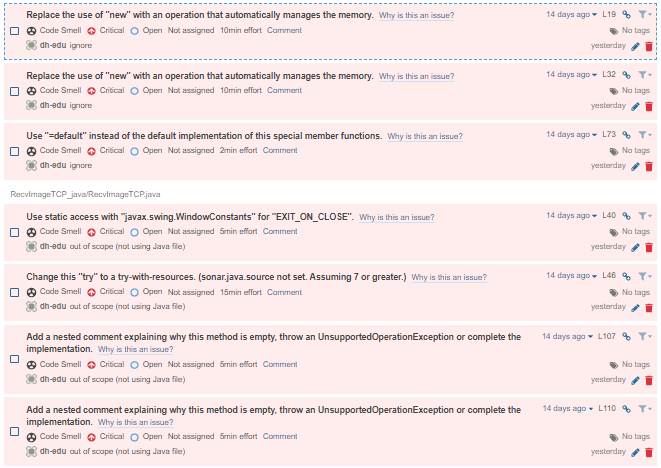 Replace the use of "new" with an operation that automatically manages the memory. Why is this an issue? 14 days ago L19
Code Smell Critical Open Not assigned 10min effort Comment No tags
dh-edu ignore yesterday
Replace the use of "new" with an operation that automatically manages the memory. Why is this an issue? 14 days ago L32
Code Smell Critical Open Not assigned 10min effort Comment No tags
dh-edu ignore yesterday
Use "=default" instead of the default implementation of this special member functions. Why is this an issue? 14 days ago L73
Code Smell Critical Open Not assigned 2min effort Comment No tags
dh-edu ignore yesterday
RecvImageTCP_java/RecvImageTCP.java
Use static access with "javax.swing.WindowConstants" for "EXIT_ON_CLOSE". Why is this an issue? 14 days ago L40
Code Smell Critical Open Not assigned 5min effort Comment No tags
dh-edu out of scope (not using Java file) yesterday
Change this "try" to a try-with-resources. (sonar.java.source not set. Assuming 7 or greater.) Why is this an issue? 14 days ago L46
Code Smell Critical Open Not assigned 15min effort Comment No tags
dh-edu out of scope (not using Java file) yesterday
Add a nested comment explaining why this method is empty, throw an UnsupportedOperationException or complete the 14 days ago L107
implementation. Why is this an issue?
Code Smell Critical Open Not assigned 5min effort Comment No tags
dh-edu out of scope (not using Java file) yesterday
Add a nested comment explaining why this method is empty, throw an UnsupportedOperationException or complete the 14 days ago L110
implementation. Why is this an issue?
Code Smell Critical Open Not assigned 5min effort Comment No tags
dh-edu out of scope (not using Java file) yesterday